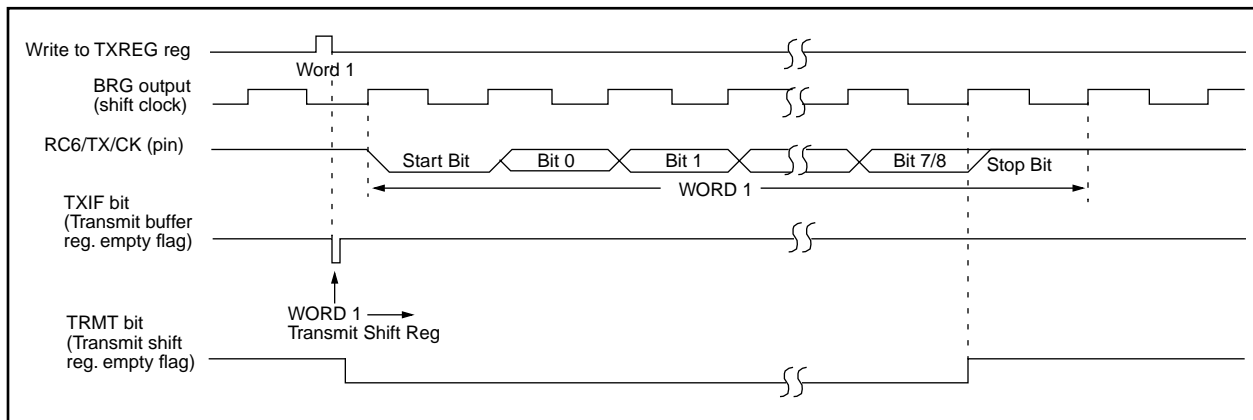 Write to TXREG reg
Word 1
BRG output
(shift clock)
RC6/TX/CK (pin)
Start Bit
Bit 0
Bit 1
Bit 7/8
Stop Bit
WORD 1
TXIF bit
(Transmit buffer
reg. empty flag)
WORD 1
Transmit Shift Reg
TRMT bit
(Transmit shift
reg. empty flag)